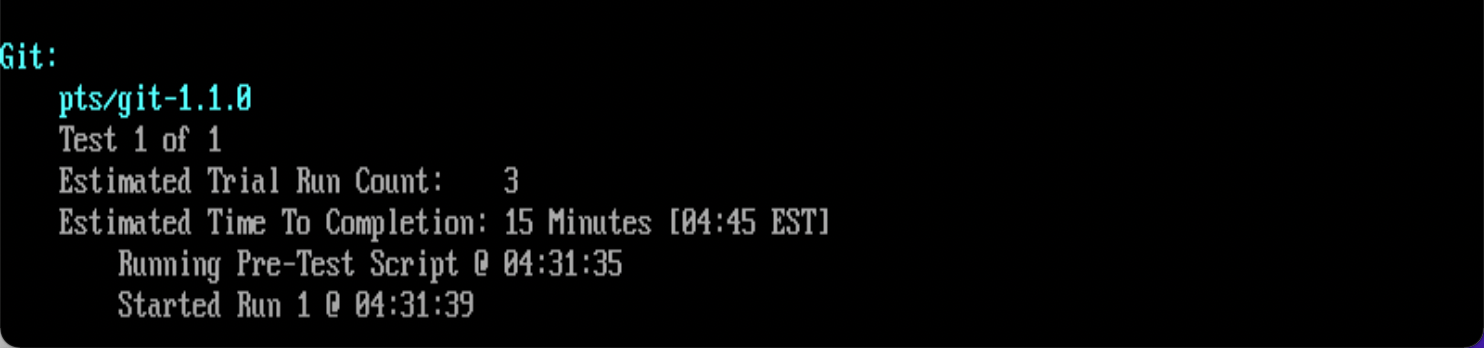 Git:
pts/git-1.1.0
Test 1 of 1
Estimated Trial Run Count: 3
Estimated Time To Completion: 15 Minutes [04:45 EST]
Running Pre-Test Script @ 04:31:35
Started Run 1 @ 04:31:39